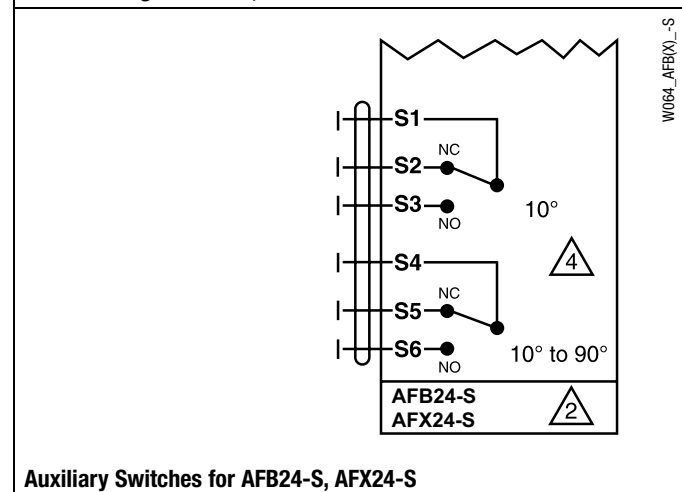 W064_AFB(X)_-S
S1
NC
S2
S3
NO
10°
S4
4
NC
S5
S6
NO
10° to 90°
AFB24-S
AFX24-S
2
Auxiliary Switches for AFB24-S, AFX24-S